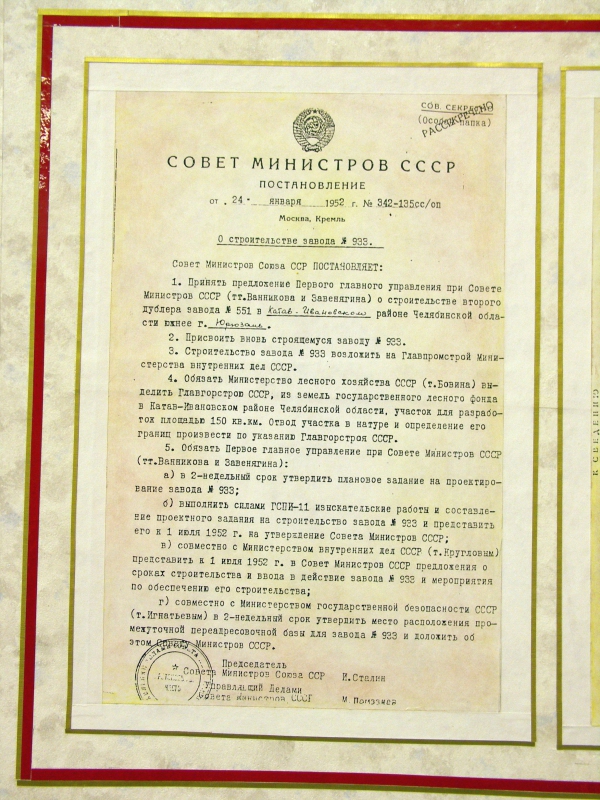 СОВ. СЕКРЕТНО
(Особая папка)
РАССЕКРЕЧЕНО
СОВЕТ МИНИСТРОВ СССР
ПОСТАНОВЛЕНИЕ
от „24“ января 1952 г. № 342-135сс/оп
Москва, Кремль
О строительстве завода № 933.
Совет Министров Союза ССР ПОСТАНОВЛЯЕТ:
1. Принять предложение Первого главного управления при Совете
Министров СССР (тт.Ванникова и Завенягина) о строительстве второго
дублера завода № 551 в Катав-Ивановском районе Челябинской обла-
сти южнее г. Юрюзань.
2. Присвоить вновь строящемуся заводу № 933.
3. Строительство завода № 933 возложить на Главпромстрой Мини-
стерства внутренних дел СССР.
4. Обязать Министерство лесного хозяйства СССР (т.Бовина) вы-
делить Главгорстрою СССР, из земель государственного лесного фонда
в Катав-Ивановском районе Челябинской области, участок для разрабо-
ток площадью 150 кв.км. Отвод участка в натуре и определение его
границ произвести по указанию Главгорстроя СССР.
5. Обязать Первое главное управление при Совете Министров СССР
(тт.Ванникова и Завенягина):
а) в 2-недельный срок утвердить плановое задание на проектиро-
вание завода № 933;
б) выполнить силами ГСПИ-11 изыскательские работы и составле-
ние проектного задания на строительство завода № 933 и представить
его к 1 июля 1952 г. на утверждение Совета Министров СССР;
в) совместно с Министерством внутренних дел СССР (т.Кругловым)
представить к 1 июля 1952 г. в Совет Министров СССР предложения о
сроках строительства и ввода в действие завода № 933 и мероприятия
по обеспечению его строительства;
г) совместно с Министерством государственной безопасности СССР
(т.Игнатьевым) в 2-недельный срок утвердить место расположения про-
межуточной переадресовочной базы для завода № 933 и доложить об
этом Совету Министров СССР.
Председатель
Совета Министров Союза ССР И.Сталин
Управляющий Делами
Совета Министров СССР М.Помазнев
К СВЕДЕНИЮ